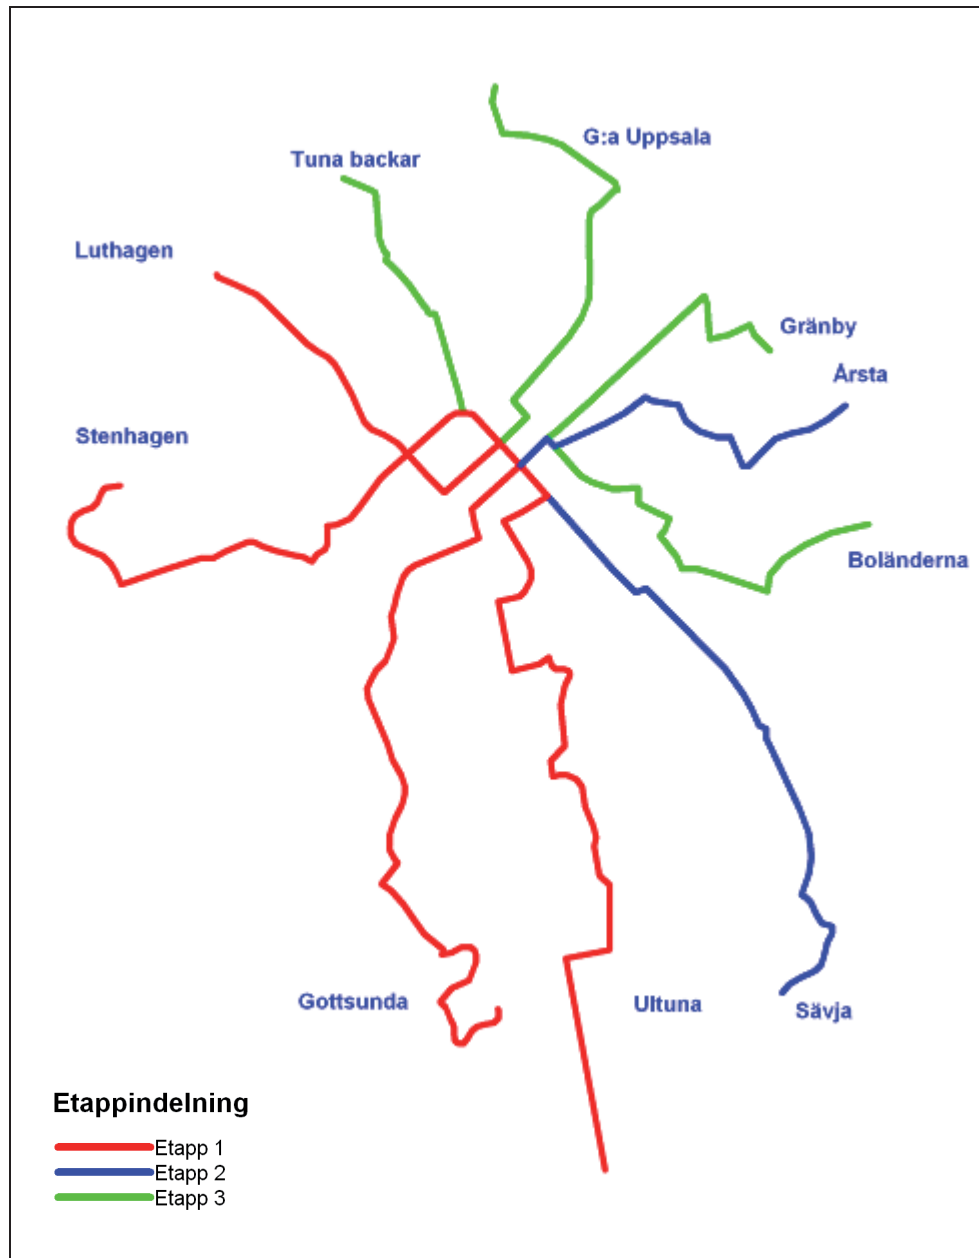 G:a Uppsala
Tuna backar
Luthagen
Gränby
Årsta
Stenhagen
Boländerna
Gottsunda
Ultuna
Sävja
Etappindelning
Etapp 1
Etapp 2
Etapp 3